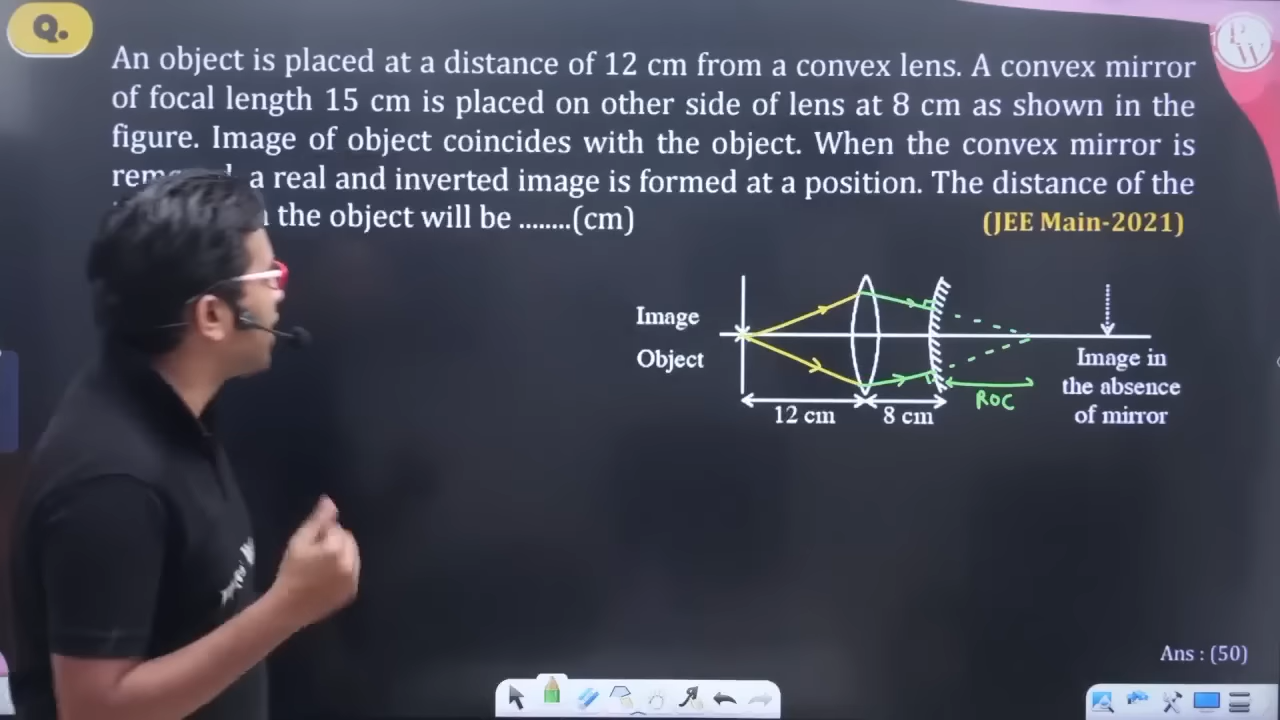 Q.
PW
An object is placed at a distance of 12 cm from a convex lens. A convex mirror
of focal length 15 cm is placed on other side of lens at 8 cm as shown in the
figure. Image of object coincides with the object. When the convex mirror is
a real and inverted image is formed at a position. The distance of the
the object will be ........(cm)
(JEE Main-2021)
Image
Object
12 cm
8 cm
ROC
Image in
the absence
of mirror
Ans : (50)